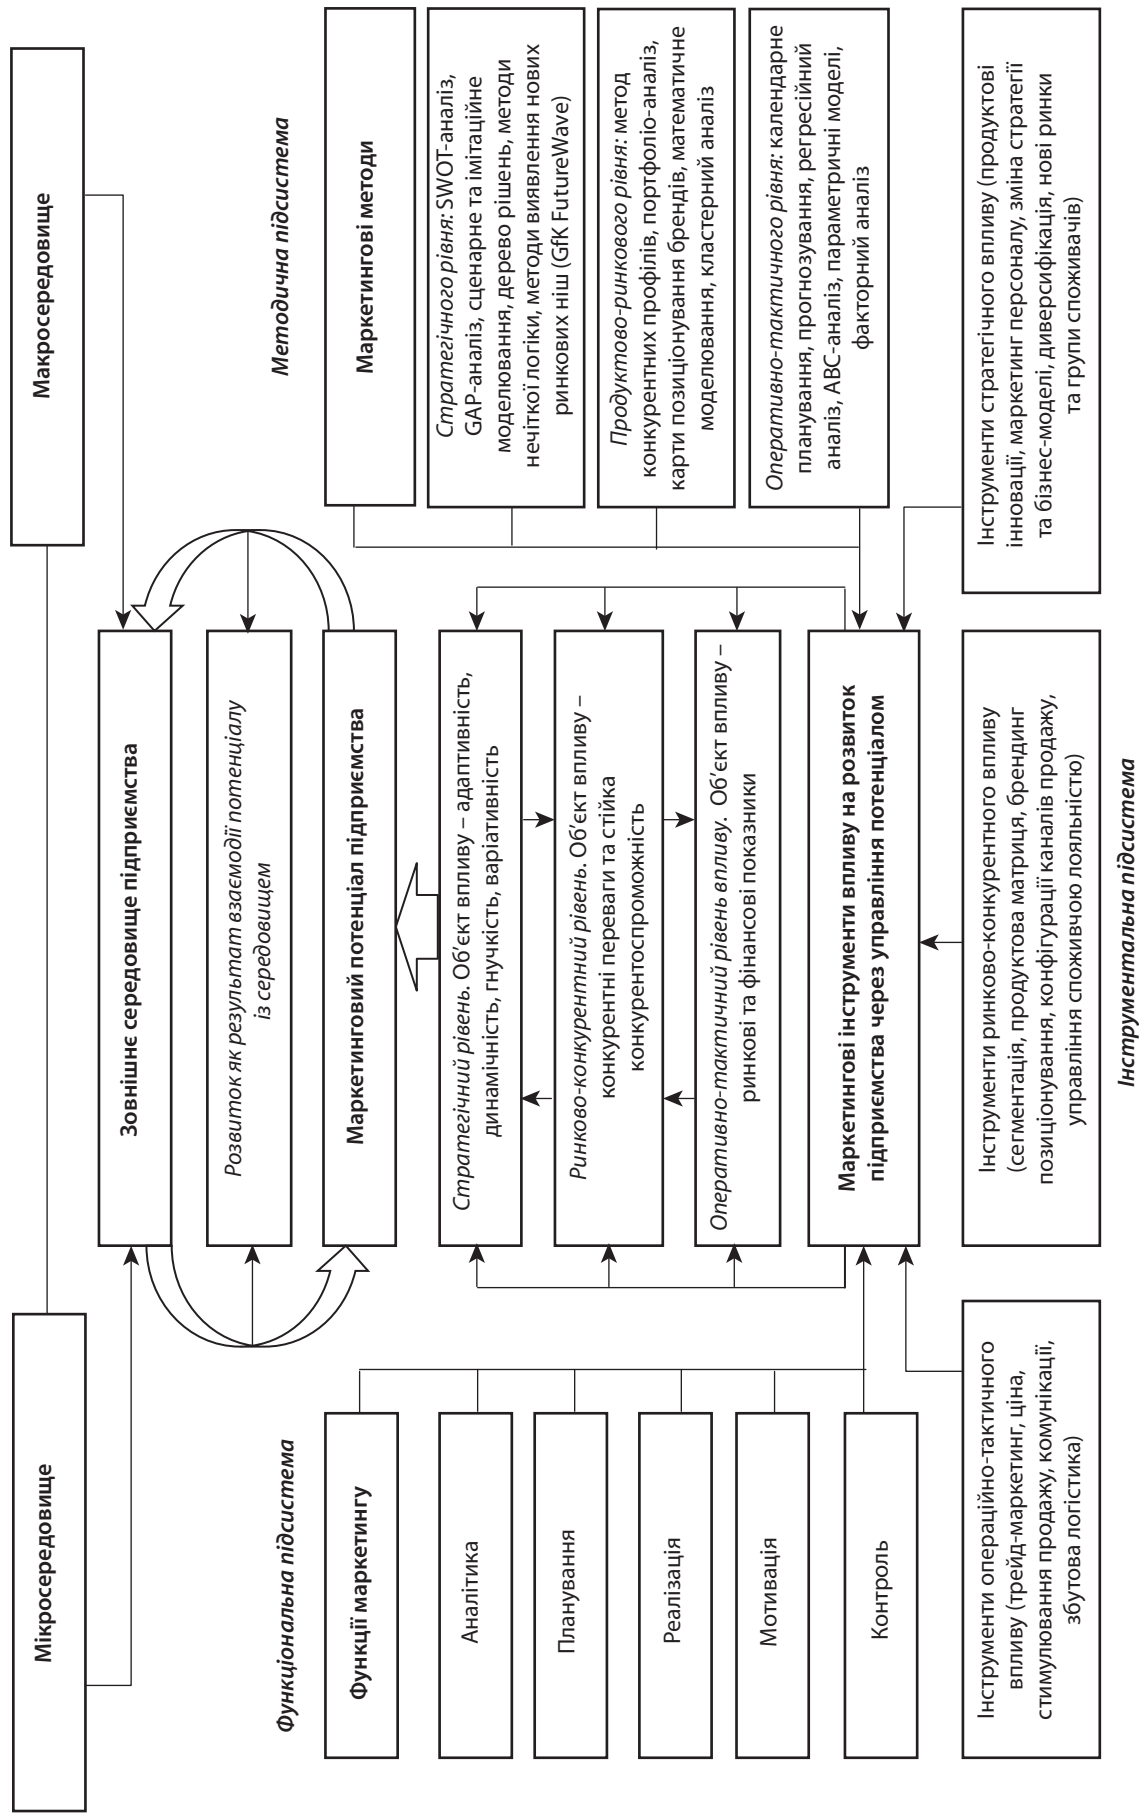 Мікросередовище
Макросередовище
Зовнішнє середовище підприємства
Розвиток як результат взаємодії потенціалу
із середовищем
Маркетинговий потенціал підприємства
Функціональна підсистема
Функції маркетингу
Аналітика
Планування
Реалізація
Мотивація
Контроль
Стратегічний рівень. Об’єкт впливу – адаптивність,
динамічність, гнучкість, варіативність
Ринково-конкурентний рівень. Об’єкт впливу –
конкурентні переваги та стійка
конкурентоспроможність
Оперативно-тактичний рівень впливу. Об’єкт впливу –
ринкові та фінансові показники
Маркетингові інструменти впливу на розвиток
підприємства через управління потенціалом
Методична підсистема
Маркетингові методи
Стратегічного рівня: SWOT-аналіз,
GAP-аналіз, сценарне та імітаційне
моделювання, дерево рішень, методи
нечіткої логіки, методи виявлення нових
ринкових ніш (GfK FutureWave)
Продуктово-ринкового рівня: метод
конкурентних профілів, портфоліо-аналіз,
карти позиціонування брендів, математичне
моделювання, кластерний аналіз
Оперативно-тактичного рівня: календарне
планування, прогнозування, регресійний
аналіз, АВС-аналіз, параметричні моделі,
факторний аналіз
Інструменти операційно-тактичного
впливу (трейд-маркетинг, ціна,
стимулювання продажу, комунікації,
збутова логістика)
Інструменти ринково-конкурентного впливу
(сегментація, продуктова матриця, брендинг
позиціонування, конфігурації каналів продажу,
управління споживчою лояльністю)
Інструменти стратегічного впливу (продуктові
інновації, маркетинг персоналу, зміна стратегії
та бізнес-моделі, диверсифікація, нові ринки
та групи споживачів)
Інструментальна підсистема